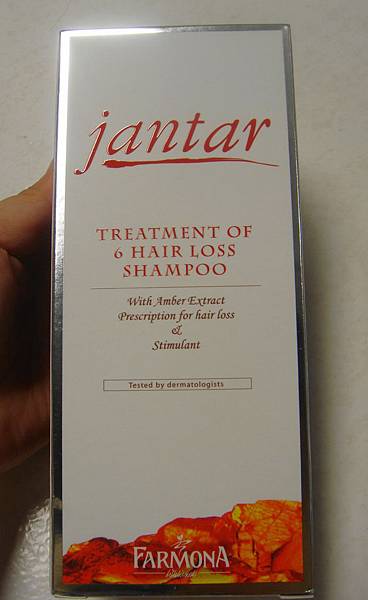 jantar
TREATMENT OF
6 HAIR LOSS
SHAMPOO
With Amber Extract
Prescription for hair loss
&
Stimulant
Tested by dermatologists
FARMONA